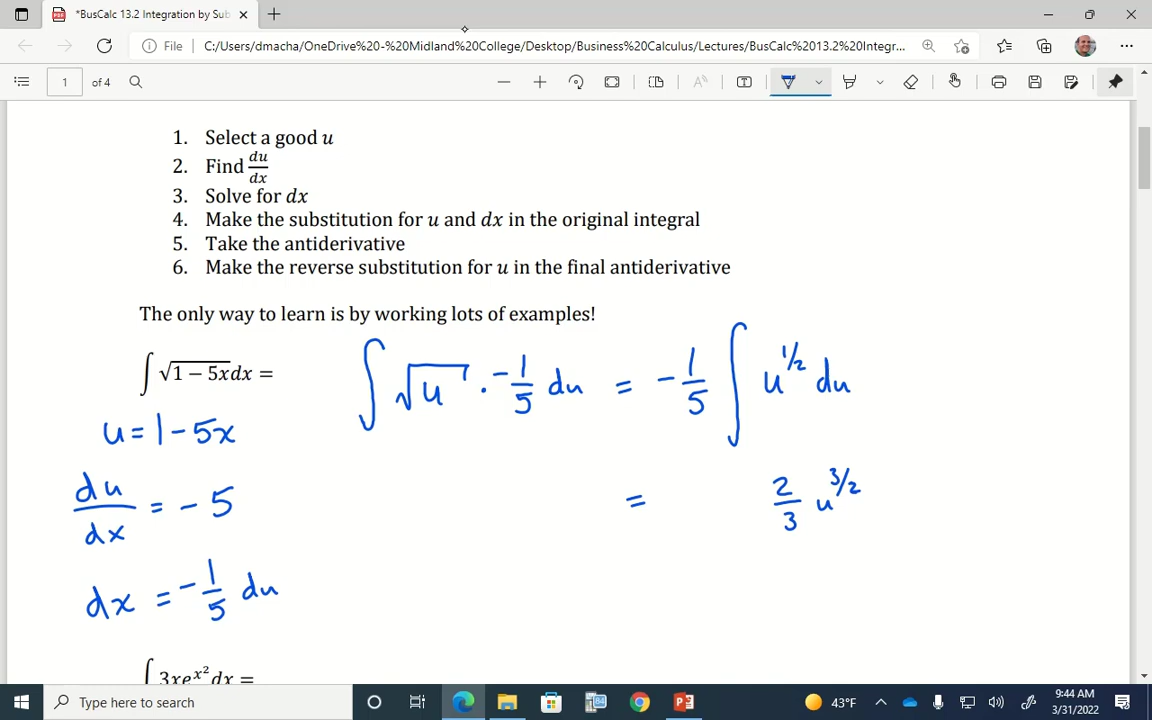 *BusCalc 13.2 Integration by Sub
File C:/Users/dmacha/OneDrive%20-%20Midland%20College/Desktop/Business%20Calculus/Lectures/BusCalc%2013.2%20Integr...
1 of 4
1. Select a good u
2. Find du/dx
3. Solve for dx
4. Make the substitution for u and dx in the original integral
5. Take the antiderivative
6. Make the reverse substitution for u in the final antiderivative
The only way to learn is by working lots of examples!
∫ √(1 − 5x) dx = ∫ √u · -1/5 du = -1/5 ∫ u^1/2 du
u = 1 - 5x
du/dx = - 5
= 2/3 u^3/2
dx = -1/5 du
∫ 3xe^x² dx =
Type here to search
43°F
9:44 AM
3/31/2022